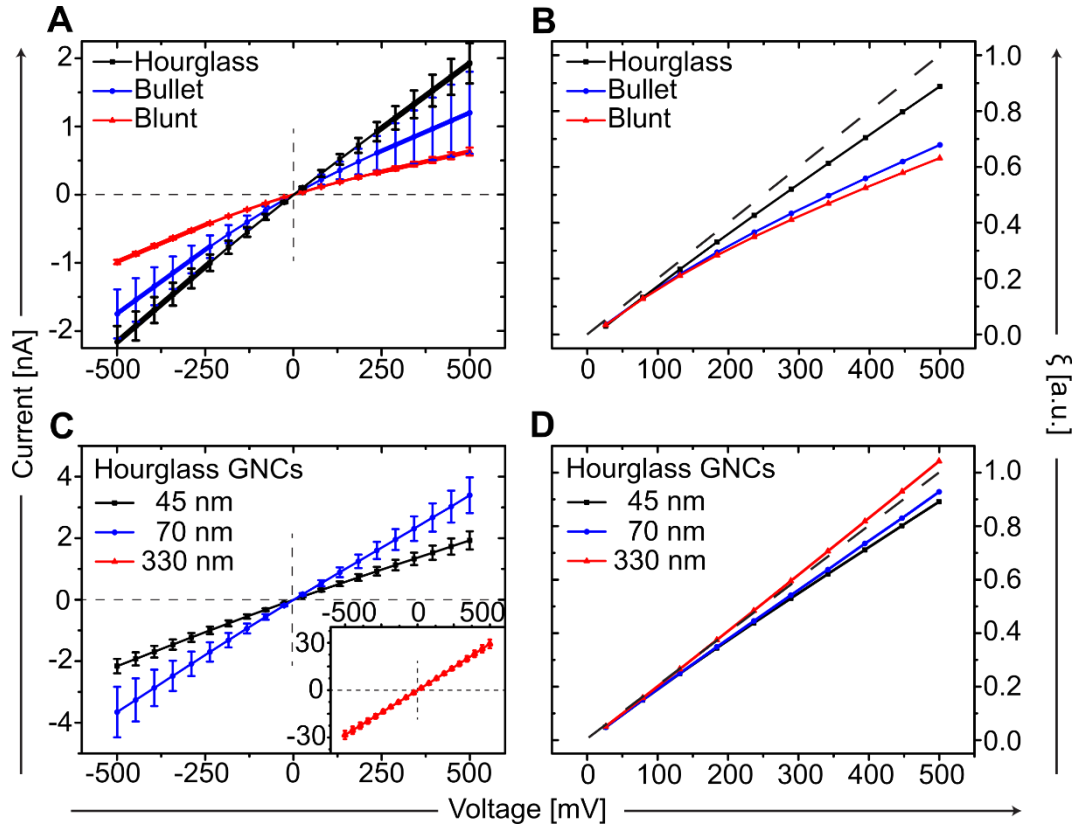 A
B
Hourglass
Bullet
Blunt
2
1
0
-1
-2
-500
-250
0
250
500
Hourglass
Bullet
Blunt
1.0
0.8
0.6
0.4
0.2
0.0
0
100
200
300
400
500
Current [nA]
ξ [a.u.]
C
D
Hourglass GNCs
45 nm
70 nm
330 nm
4
2
0
-2
-4
-500
0
500
30
0
-30
-500
-250
0
250
500
Hourglass GNCs
45 nm
70 nm
330 nm
1.0
0.8
0.6
0.4
0.2
0.0
0
100
200
300
400
500
Voltage [mV]